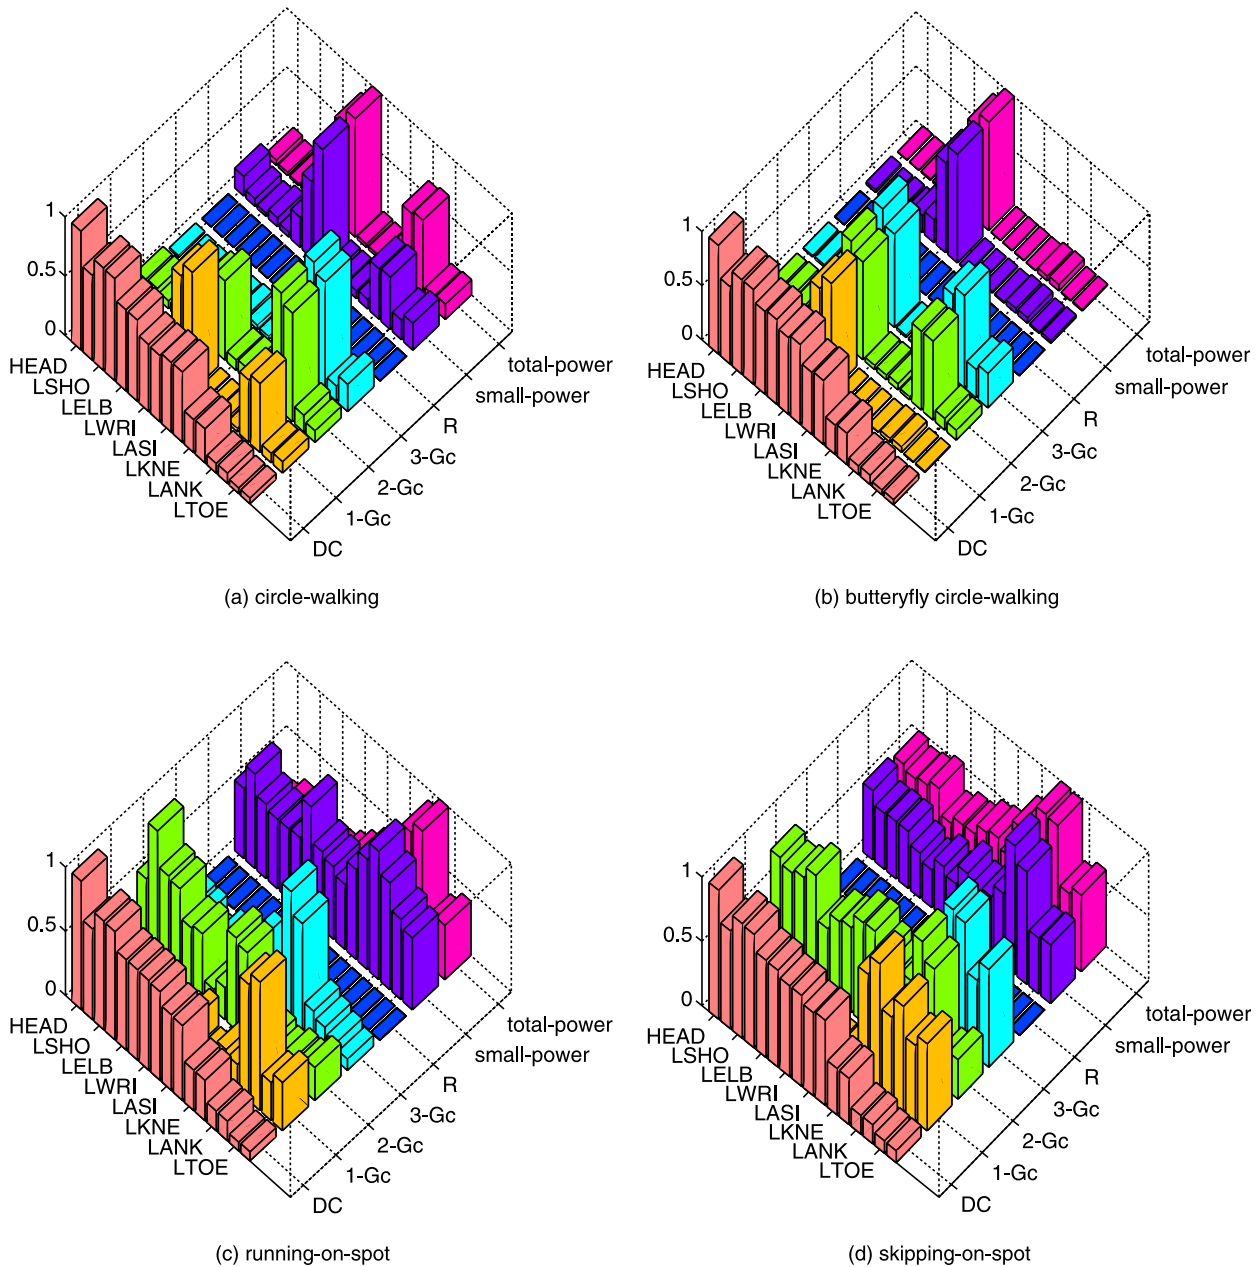 1
0.5
0
HEAD
LSHO
LELB
LWRI
LASI
LKNE
LANK
LTOE
DC
1-Gc
2-Gc
3-Gc
R
small-power
total-power
(a) circle-walking
1
0.5
0
HEAD
LSHO
LELB
LWRI
LASI
LKNE
LANK
LTOE
DC
1-Gc
2-Gc
3-Gc
R
small-power
total-power
(b) butteryfly circle-walking
1
0.5
0
HEAD
LSHO
LELB
LWRI
LASI
LKNE
LANK
LTOE
DC
1-Gc
2-Gc
3-Gc
R
small-power
total-power
(c) running-on-spot
1
0.5
0
HEAD
LSHO
LELB
LWRI
LASI
LKNE
LANK
LTOE
DC
1-Gc
2-Gc
3-Gc
R
small-power
total-power
(d) skipping-on-spot